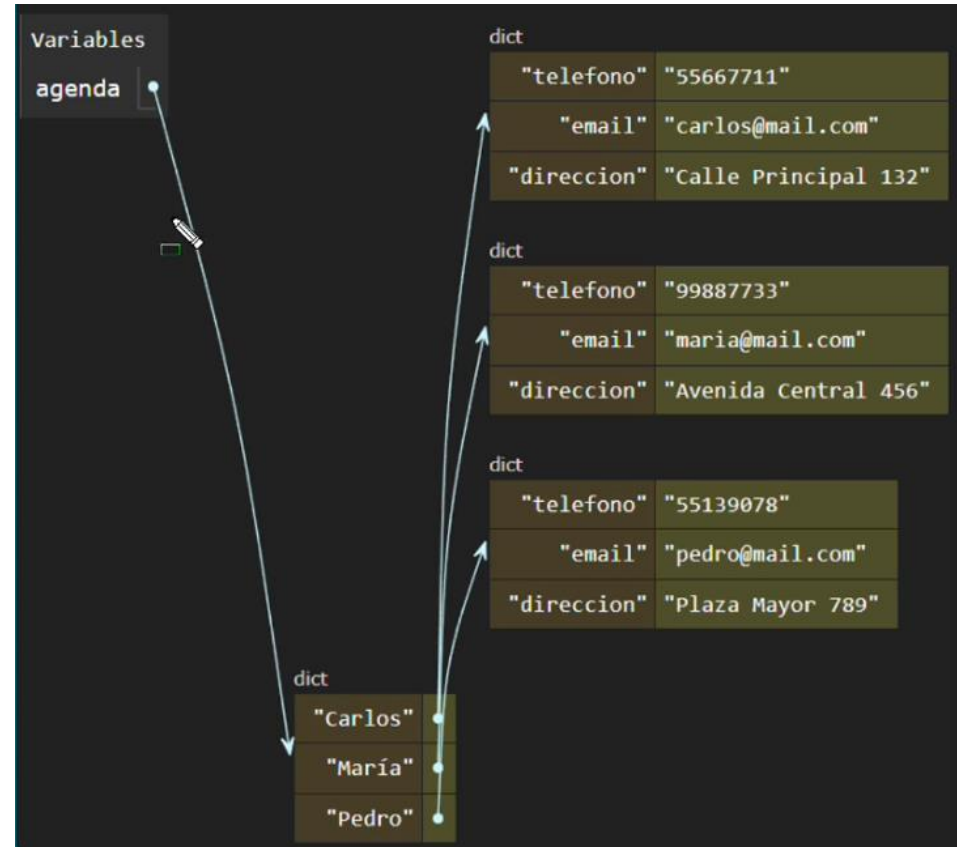 Variables
agenda
dict
"telefono" "55667711"
"email" "carlos@mail.com"
"direccion" "Calle Principal 132"
dict
"telefono" "99887733"
"email" "maria@mail.com"
"direccion" "Avenida Central 456"
dict
"telefono" "55139078"
"email" "pedro@mail.com"
"direccion" "Plaza Mayor 789"
dict
"Carlos"
"María"
"Pedro"